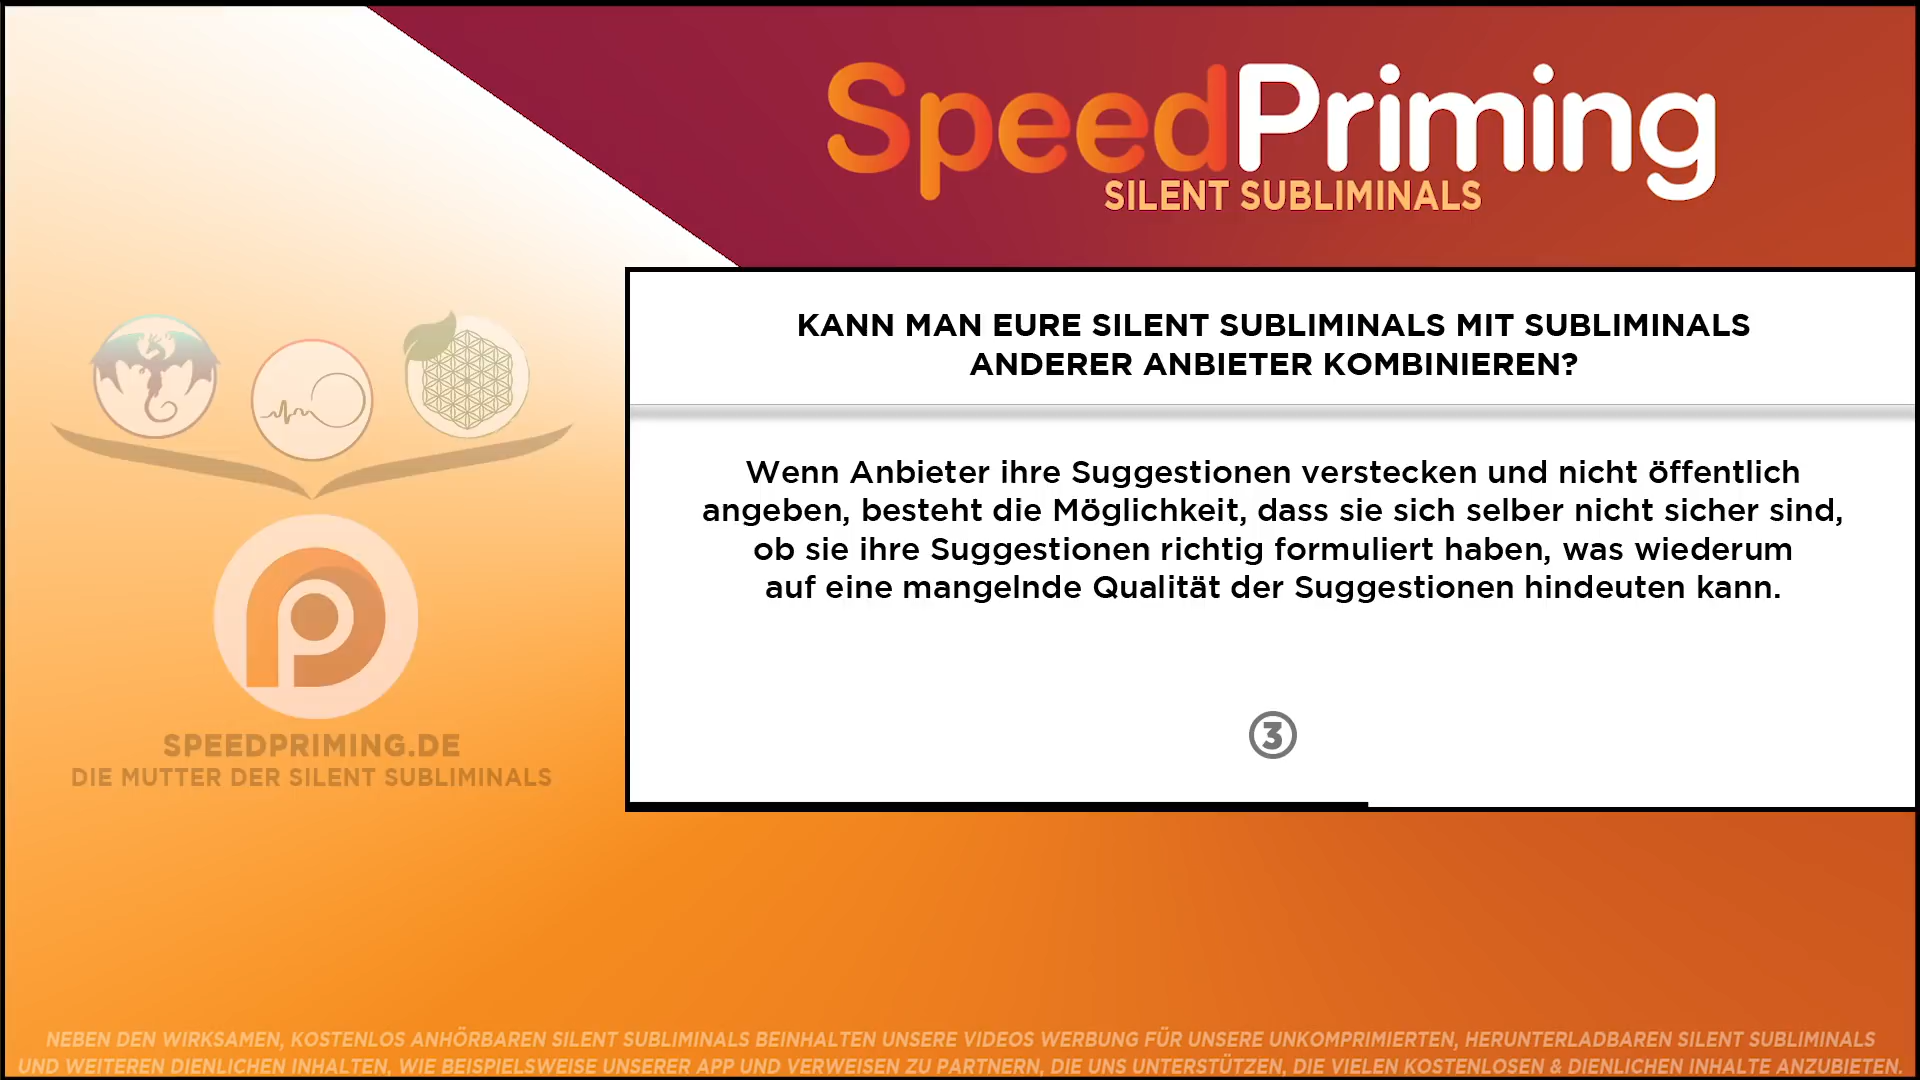 SpeedPriming
SILENT SUBLIMINALS
KANN MAN EURE SILENT SUBLIMINALS MIT SUBLIMINALS
ANDERER ANBIETER KOMBINIEREN?
Wenn Anbieter ihre Suggestionen verstecken und nicht öffentlich
angeben, besteht die Möglichkeit, dass sie sich selber nicht sicher sind,
ob sie ihre Suggestionen richtig formuliert haben, was wiederum
auf eine mangelnde Qualität der Suggestionen hindeuten kann.
3
SPEEDPRIMING.DE
DIE MUTTER DER SILENT SUBLIMINALS
NEBEN DEN WIRKSAMEN, KOSTENLOS ANHÖRBAREN SILENT SUBLIMINALS BEINHALTEN UNSERE VIDEOS WERBUNG FÜR UNSERE UNKOMPRIMIERTEN, HERUNTERLADBAREN SILENT SUBLIMINALS
UND WEITEREN DIENLICHEN INHALTEN, WIE BEISPIELSWEISE UNSERER APP UND VERWEISEN ZU PARTNERN, DIE UNS UNTERSTÜTZEN, DIE VIELEN KOSTENLOSEN & DIENLICHEN INHALTE ANZUBIETEN.